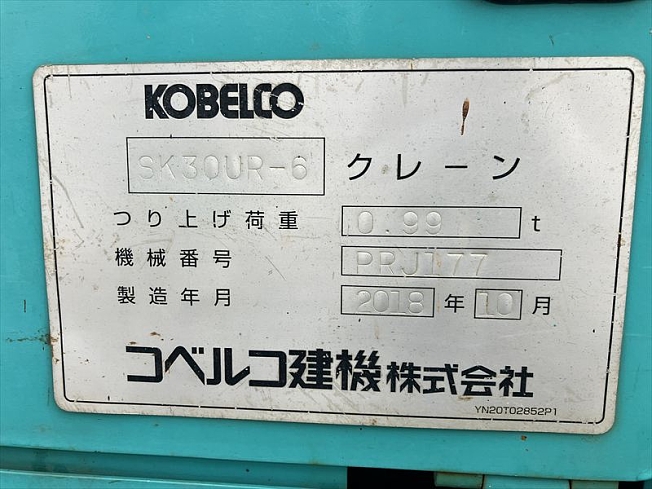 KOBELCO
SK30UR-6 クレーン
つり上げ荷重 0.99 t
機械番号 PRJ177
製造年月 2018 年 10 月
コベルコ建機株式会社
YN20T02852P1